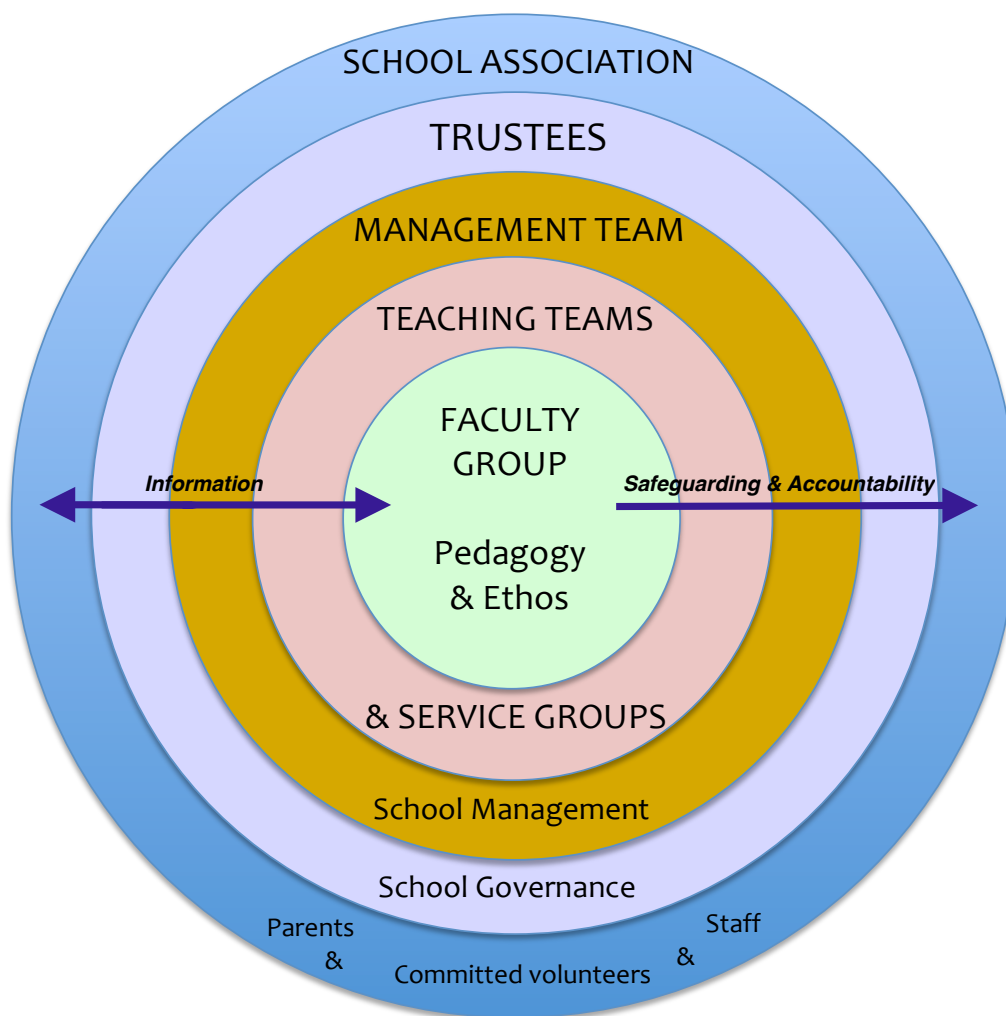 SCHOOL ASSOCIATION
TRUSTEES
MANAGEMENT TEAM
TEACHING TEAMS
FACULTY
GROUP
Information
Safeguarding & Accountability
Pedagogy
& Ethos
& SERVICE GROUPS
School Management
School Governance
Parents
&
Committed volunteers
&
Staff